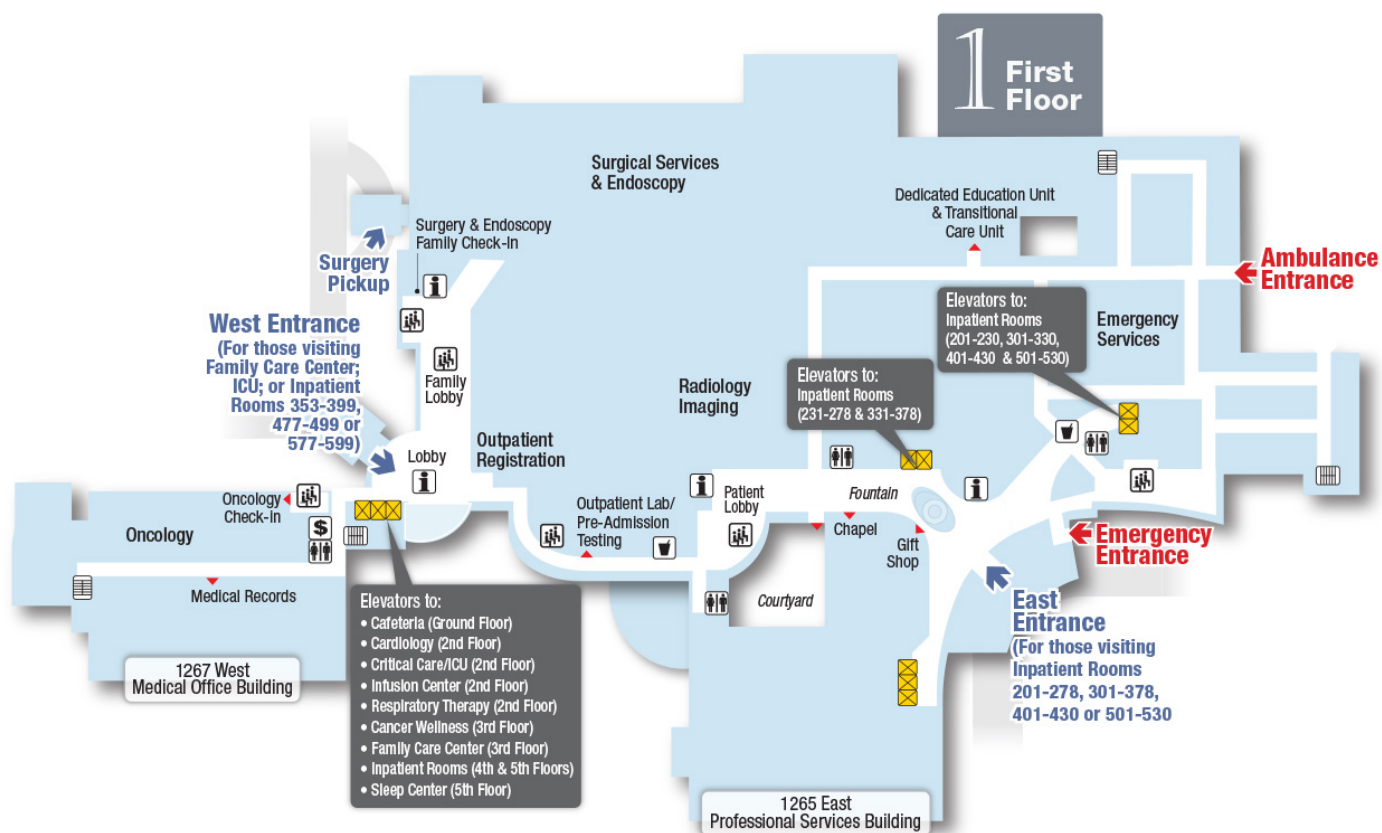 1 First
Floor
Surgical Services
& Endoscopy
Dedicated Education Unit
& Transitional
Care Unit
Surgery & Endoscopy
Family Check-In
Surgery
Pickup
Ambulance
Entrance
West Entrance
(For those visiting
Family Care Center;
ICU; or Inpatient
Rooms 353-399,
477-499 or
577-599)
Elevators to:
Inpatient Rooms
(201-230, 301-330,
401-430 & 501-530)
Emergency
Services
Family
Lobby
Radiology
Imaging
Elevators to:
Inpatient Rooms
(231-278 & 331-378)
Lobby
Outpatient
Registration
Oncology
Check-In
$
Oncology
Outpatient Lab/
Pre-Admission
Testing
Patient
Lobby
Fountain
Chapel
Gift
Shop
Emergency
Entrance
Medical Records
Courtyard
East
Entrance
(For those visiting
Inpatient Rooms
201-278, 301-378,
401-430 or 501-530
Elevators to:
• Cafeteria (Ground Floor)
• Cardiology (2nd Floor)
• Critical Care/ICU (2nd Floor)
• Infusion Center (2nd Floor)
• Respiratory Therapy (2nd Floor)
• Cancer Wellness (3rd Floor)
• Family Care Center (3rd Floor)
• Inpatient Rooms (4th & 5th Floors)
• Sleep Center (5th Floor)
1267 West
Medical Office Building
1265 East
Professional Services Building